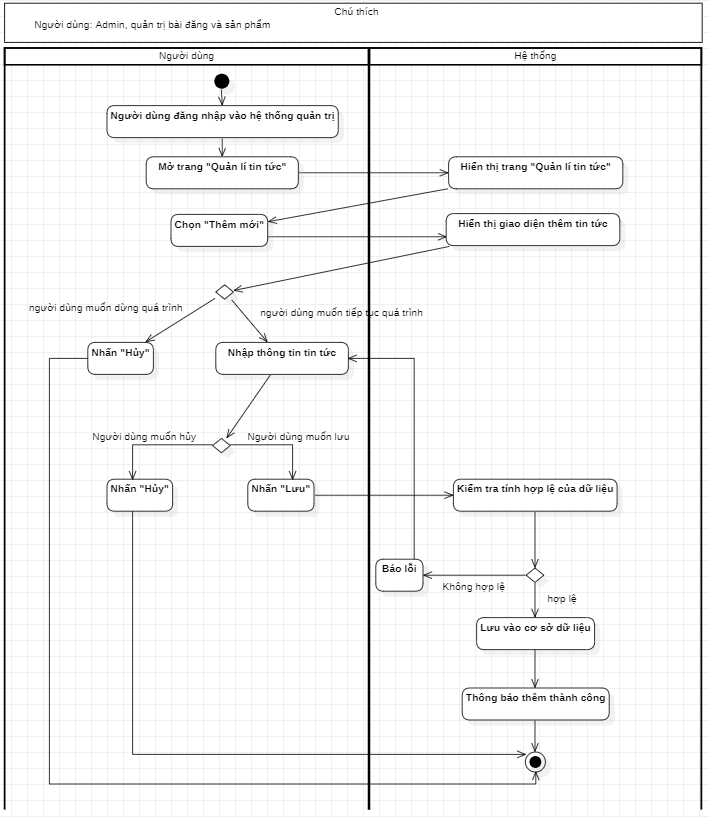 Chú thích
Người dùng: Admin, quản trị bài đăng và sản phẩm
Người dùng
Hệ thống
Người dùng đăng nhập vào hệ thống quản trị
Mở trang "Quản lí tin tức"
Hiển thị trang "Quản lí tin tức"
Chọn "Thêm mới"
Hiển thị giao diện thêm tin tức
người dùng muốn dừng quá trình
người dùng muốn tiếp tục quá trình
Nhấn "Hủy"
Nhập thông tin tin tức
Người dùng muốn hủy
Người dùng muốn lưu
Nhấn "Hủy"
Nhấn "Lưu"
Kiểm tra tính hợp lệ của dữ liệu
Báo lỗi
Không hợp lệ
hợp lệ
Lưu vào cơ sở dữ liệu
Thông báo thêm thành công